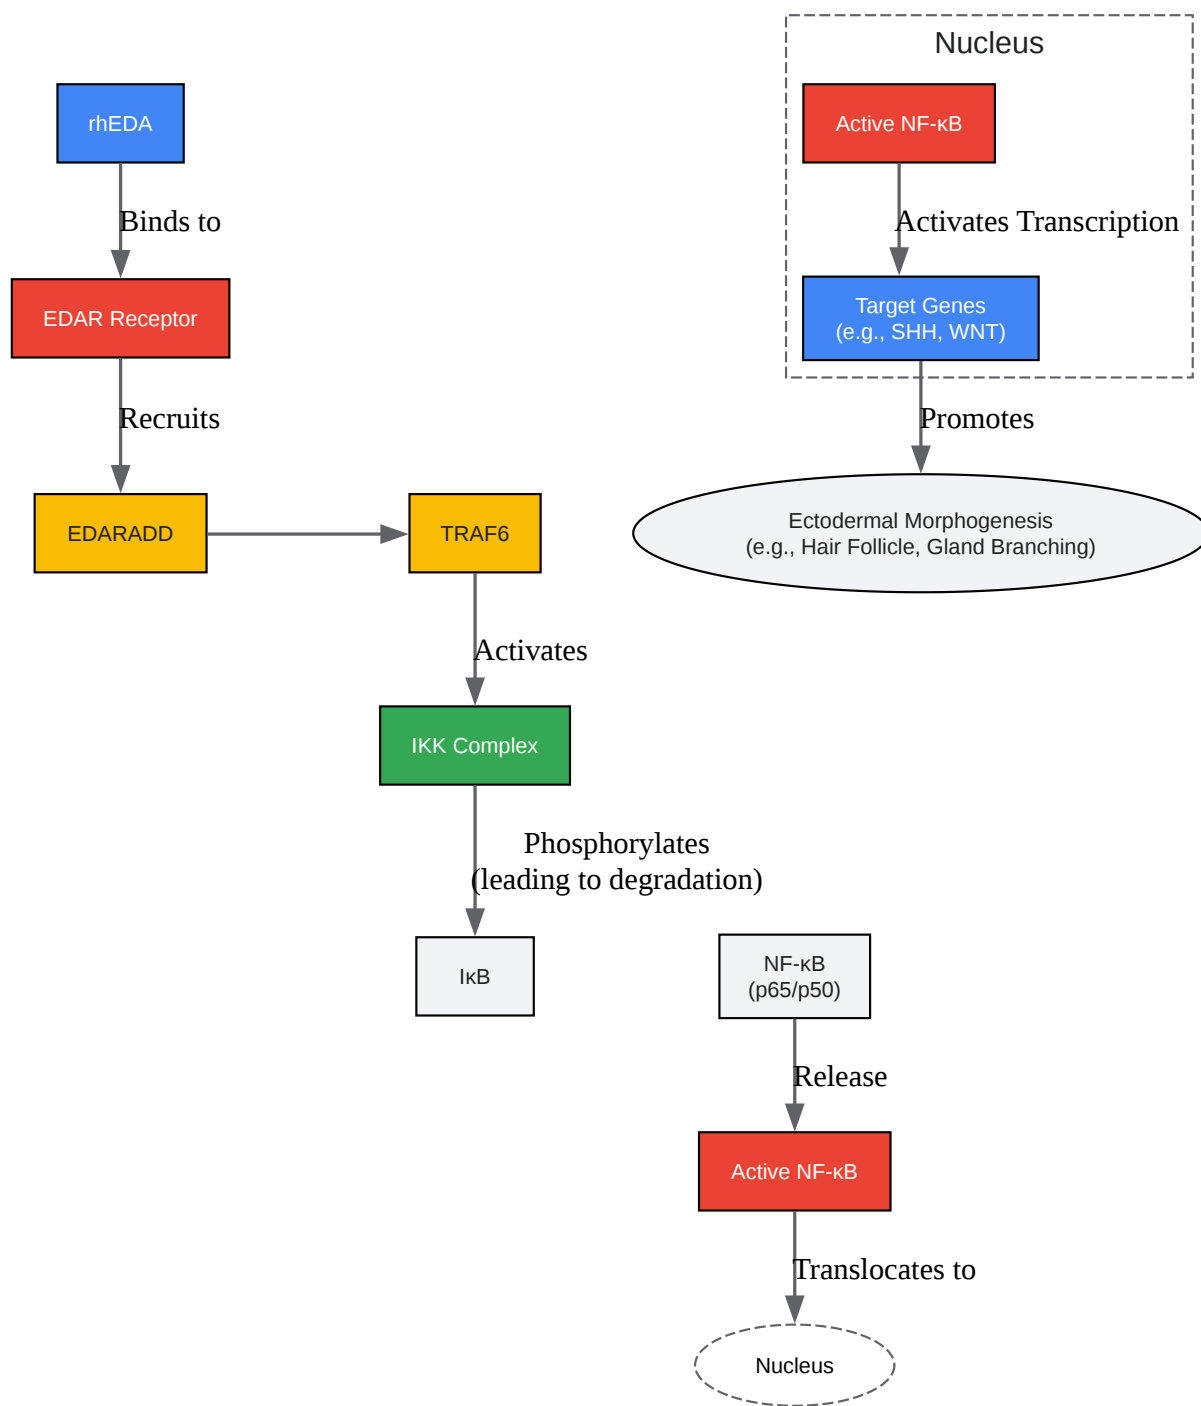 Nucleus
rhEDA
Active NF-κB
Binds to
Activates Transcription
EDAR Receptor
Target Genes
(e.g., SHH, WNT)
Recruits
Promotes
EDARADD
TRAF6
Ectodermal Morphogenesis
(e.g., Hair Follicle, Gland Branching)
Activates
IKK Complex
Phosphorylates
(leading to degradation)
IκB
NF-κB
(p65/p50)
Release
Active NF-κB
Translocates to
Nucleus